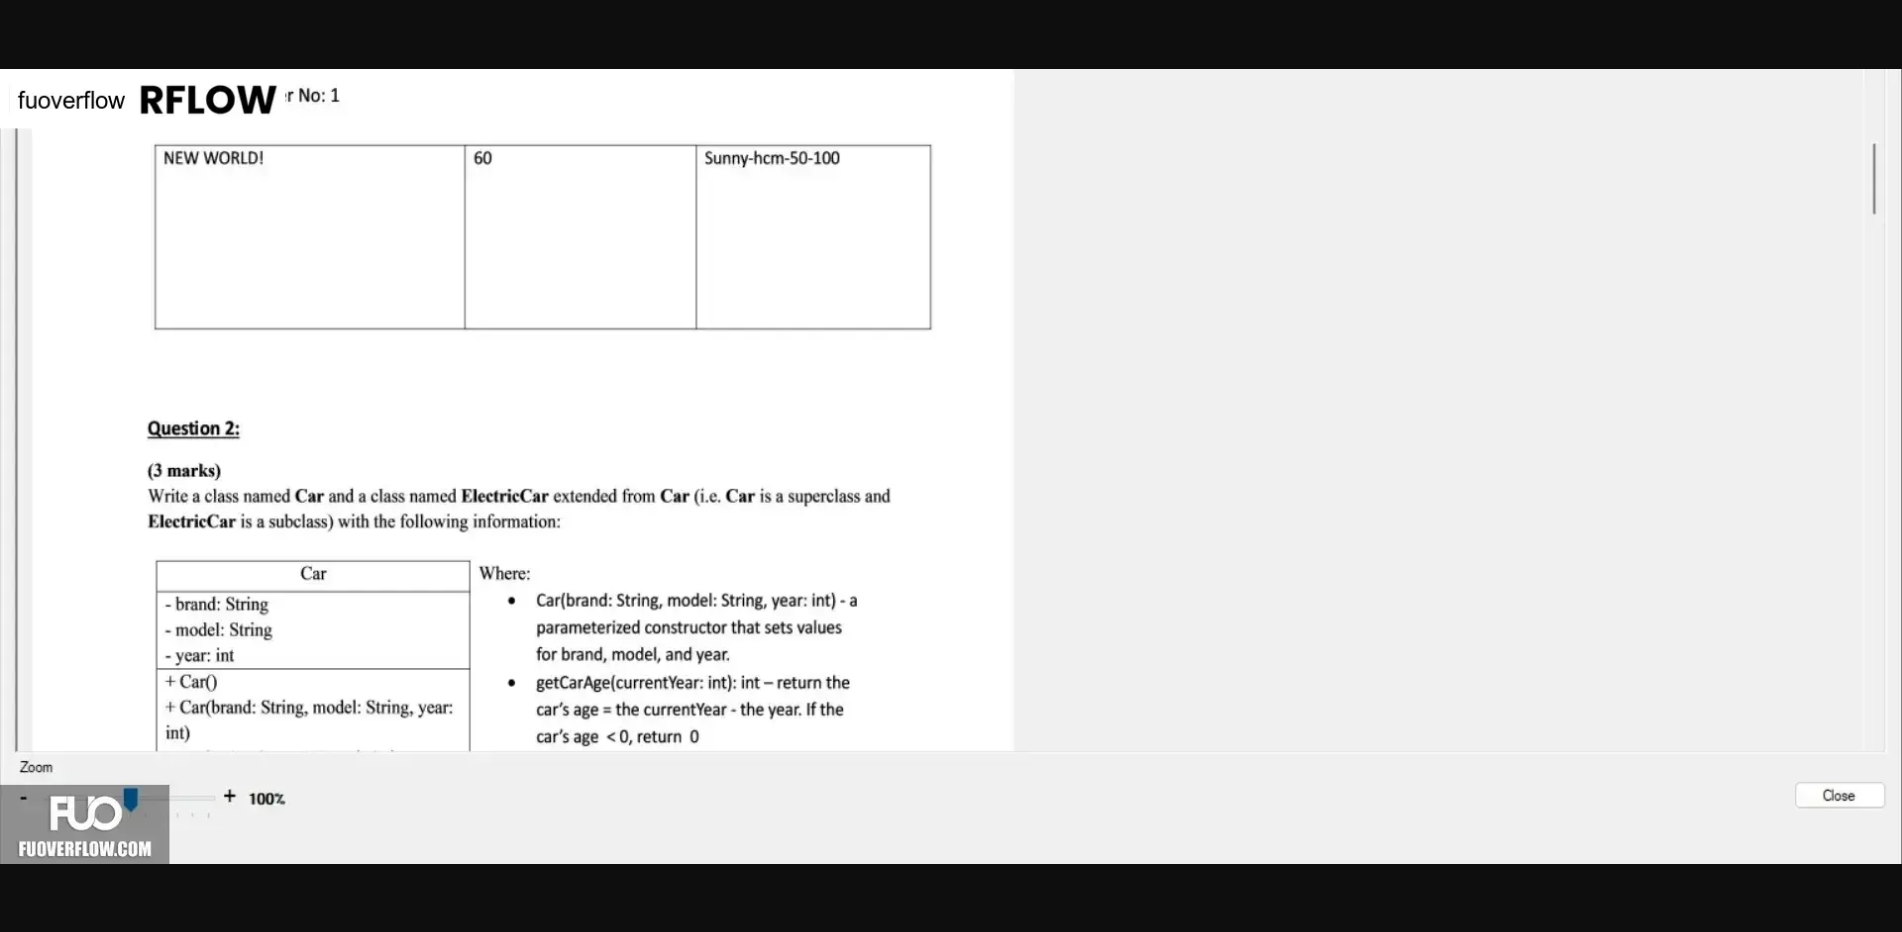 fuoverflow RFLOW r No: 1
NEW WORLD! 60 Sunny-hcm-50-100
Question 2:
(3 marks)
Write a class named Car and a class named ElectricCar extended from Car (i.e. Car is a superclass and
ElectricCar is a subclass) with the following information:
Car
- brand: String
- model: String
- year: int
+ Car()
+ Car(brand: String, model: String, year:
int)
Where:
• Car(brand: String, model: String, year: int) - a
parameterized constructor that sets values
for brand, model, and year.
• getCarAge(currentYear: int): int – return the
car’s age = the currentYear - the year. If the
car’s age < 0, return 0
Zoom
- + 100%
Close
FUO
FUOVERFLOW.COM